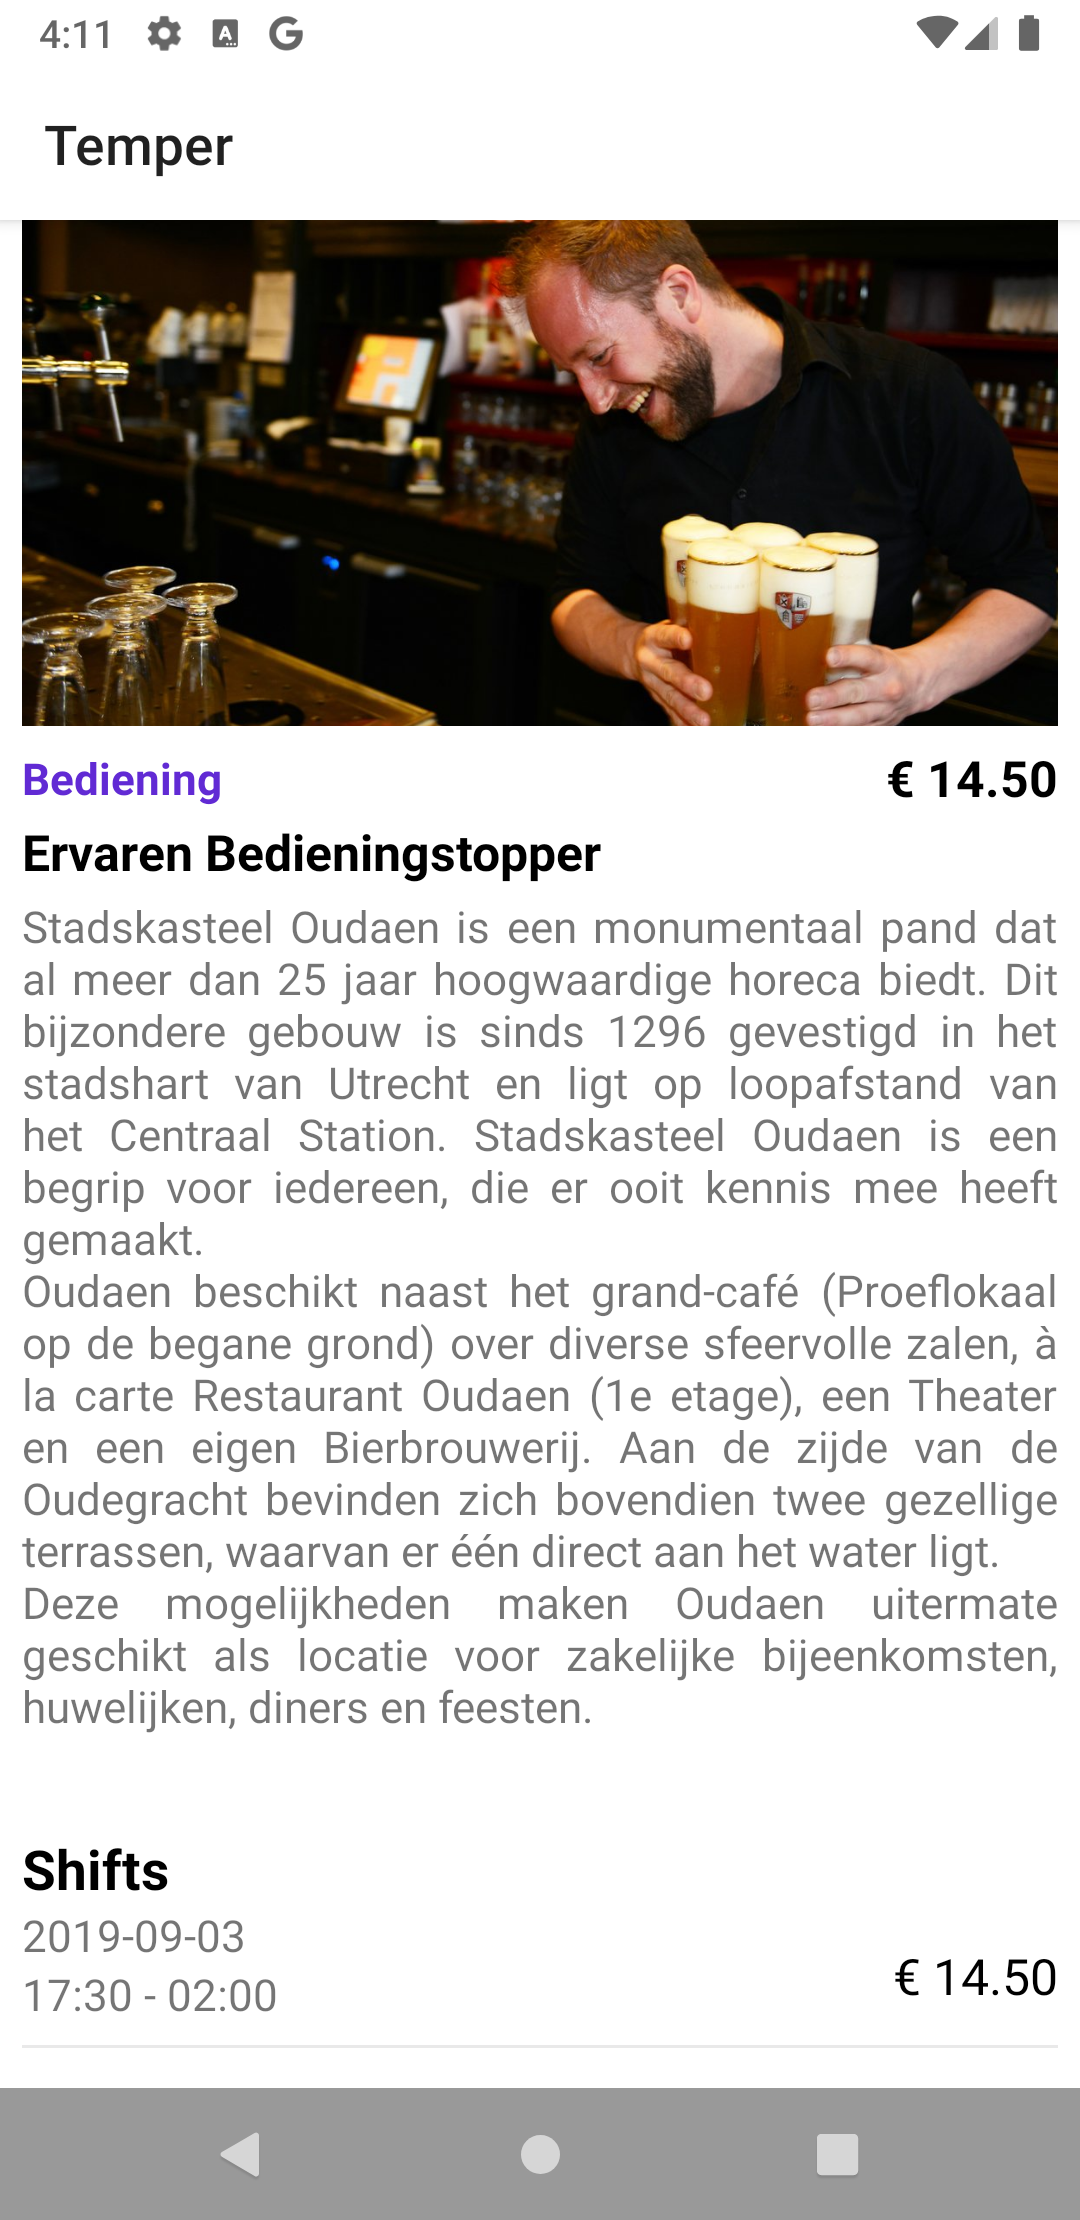 4:11
Temper
Bediening
€ 14.50
Ervaren Bedieningstopper
Stadskasteel Oudaen is een monumentaal pand dat
al meer dan 25 jaar hoogwaardige horeca biedt. Dit
bijzondere gebouw is sinds 1296 gevestigd in het
stadshart van Utrecht en ligt op loopafstand van
het Centraal Station. Stadskasteel Oudaen is een
begrip voor iedereen, die er ooit kennis mee heeft
gemaakt.
Oudaen beschikt naast het grand-café (Proeflokaal
op de begane grond) over diverse sfeervolle zalen, à
la carte Restaurant Oudaen (1e etage), een Theater
en een eigen Bierbrouwerij. Aan de zijde van de
Oudegracht bevinden zich bovendien twee gezellige
terrassen, waarvan er één direct aan het water ligt.
Deze mogelijkheden maken Oudaen uitermate
geschikt als locatie voor zakelijke bijeenkomsten,
huwelijken, diners en feesten.
Shifts
2019-09-03
17:30 - 02:00
€ 14.50